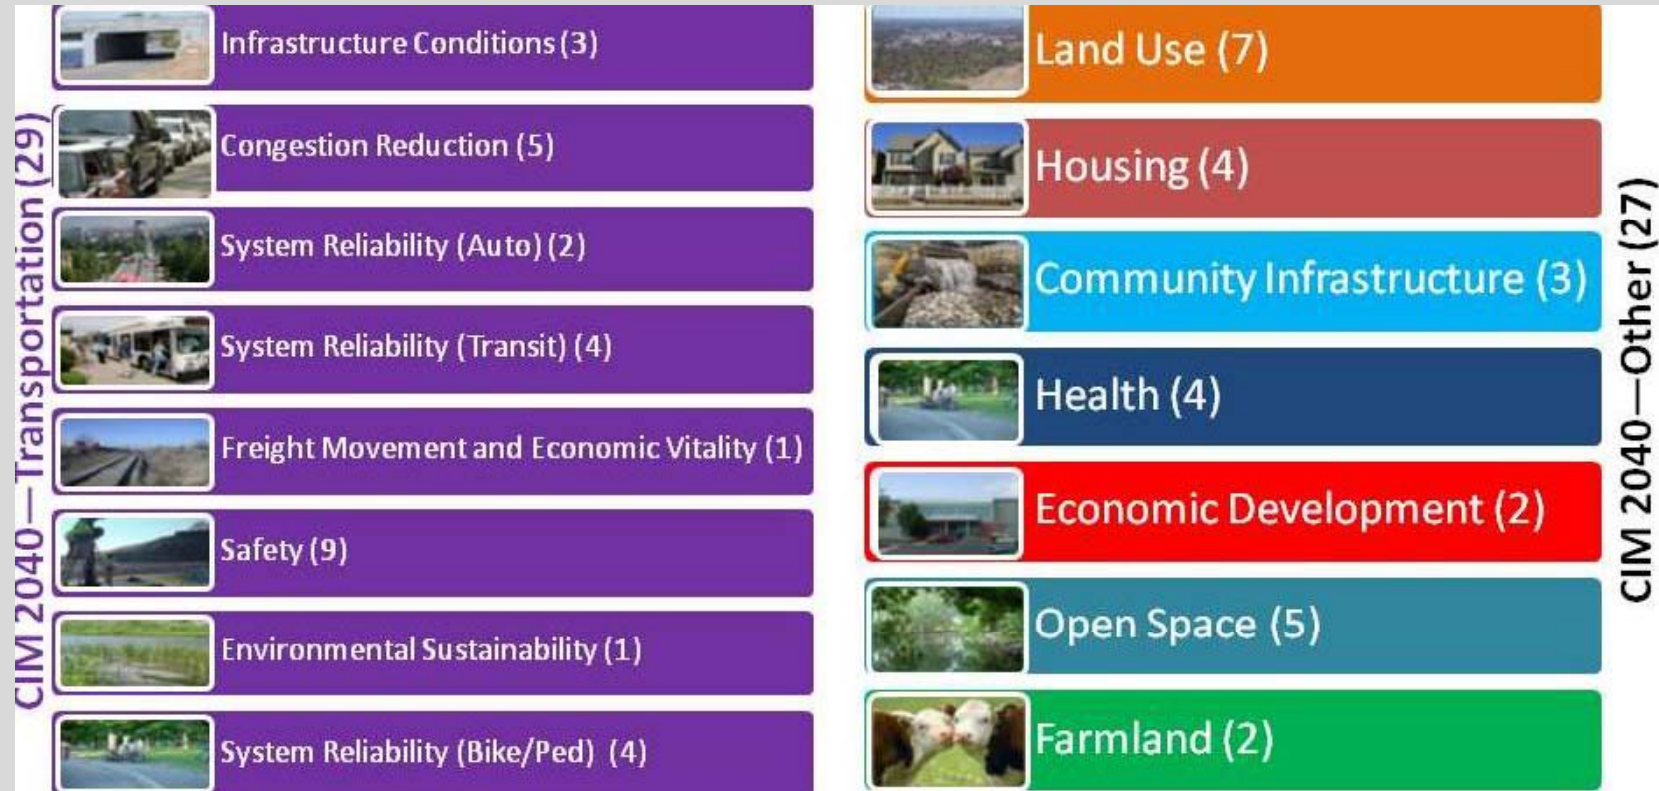 CIM 2040—Transportation (29)
Infrastructure Conditions (3)
Congestion Reduction (5)
System Reliability (Auto) (2)
System Reliability (Transit) (4)
Freight Movement and Economic Vitality (1)
Safety (9)
Environmental Sustainability (1)
System Reliability (Bike/Ped) (4)
Land Use (7)
Housing (4)
Community Infrastructure (3)
Health (4)
Economic Development (2)
Open Space (5)
Farmland (2)
CIM 2040—Other (27)